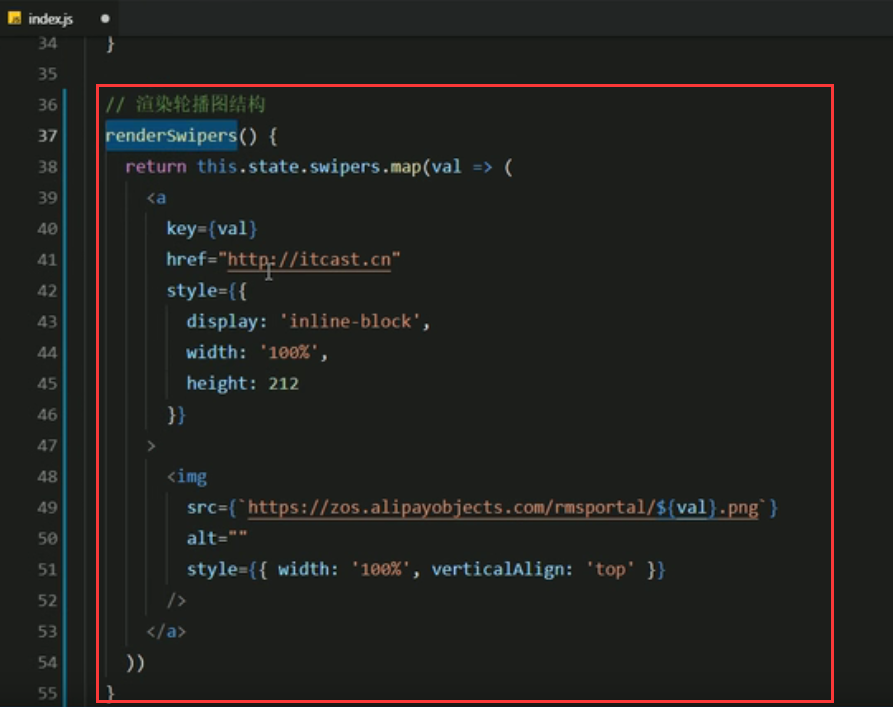 index.js
34 }
35
36 // 渲染轮播图结构
37 renderSwipers() {
38 return this.state.swipers.map(val => (
39 <a
40 key={val}
41 href="http://itcast.cn"
42 style={{
43 display: 'inline-block',
44 width: '100%',
45 height: 212
46 }}
47 >
48 <img
49 src={`https://zos.alipayobjects.com/rmsportal/${val}.png`}
50 alt=""
51 style={{ width: '100%', verticalAlign: 'top' }}
52 />
53 </a>
54 ))
55 }